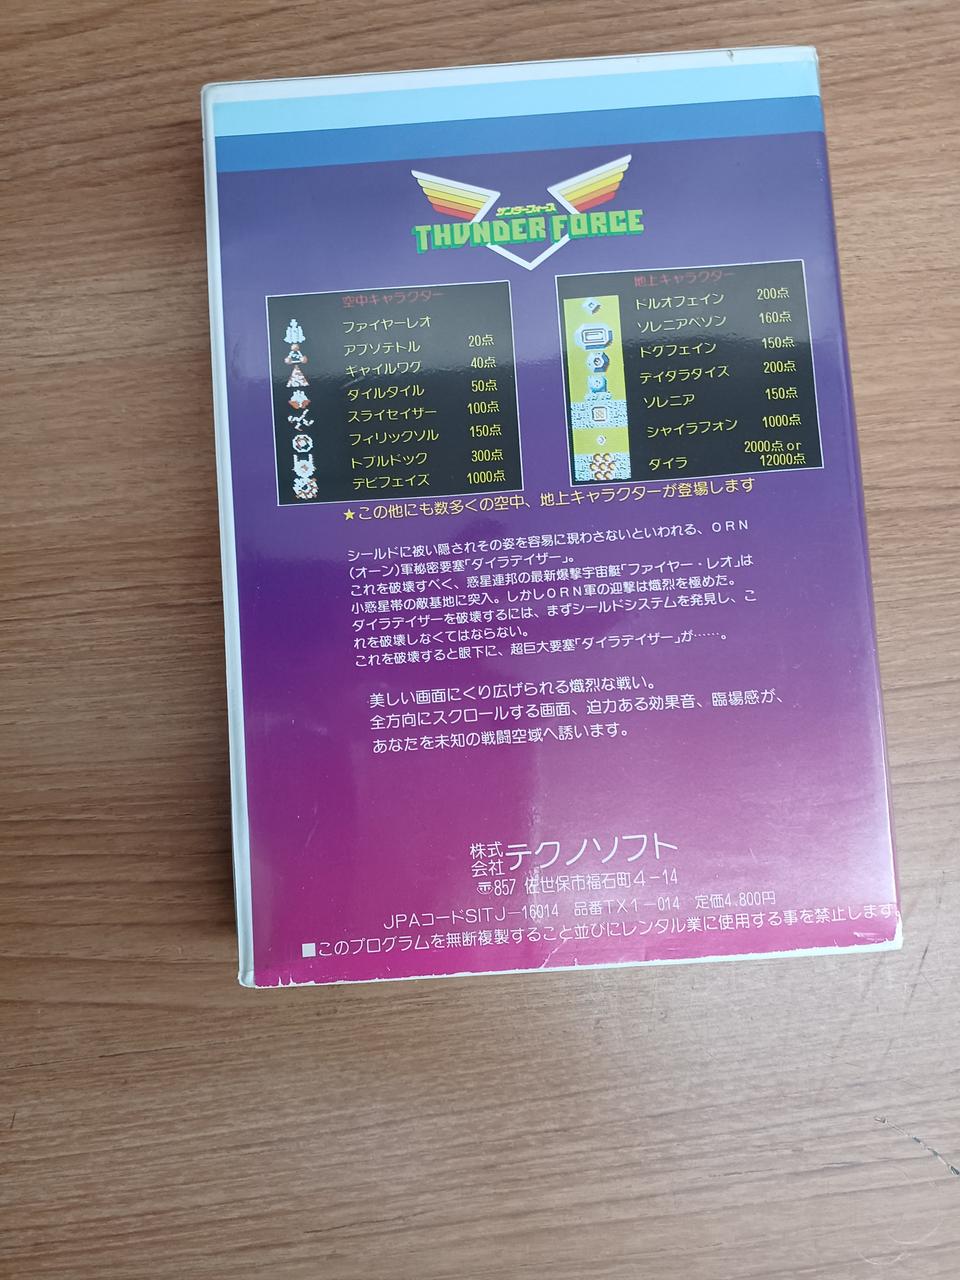 サンダーフォース
THUNDER FORCE
空中キャラクター
ファイヤーレオ
アブソテトル 20点
キャイルワグ 40点
タイルタイル 50点
スライセイザー 100点
フィリックソル 150点
トブルドック 300点
デビフェイズ 1000点
地上キャラクター
ドルオフェイン 200点
ソレニアベソン 160点
ドグフェイン 150点
デイタラタイズ 200点
ソレニア 150点
シャイラフォン 1000点
2000点 or
ダイラ 12000点
★この他にも数多くの空中、地上キャラクターが登場します
シールドに被い隠されその姿を容易に現わさないといわれる、ORN
(オーン)軍秘密要塞「ダイラデイザー」。
これを破壊すべく、惑星連邦の最新爆撃宇宙艇「ファイヤー・レオ」は
小惑星帯の敵基地に突入。しかしORN軍の迎撃は熾烈を極めた。
ダイラデイザーを破壊するには、まずシールドシステムを発見し、こ
れを破壊しなくてはならない。
これを破壊すると眼下に、超巨大要塞「ダイラデイザー」が……。
美しい画面にくり広げられる熾烈な戦い。
全方向にスクロールする画面、迫力ある効果音、臨場感が、
あなたを未知の戦闘空域へ誘います。
株式会社テクノソフト
〒857 佐世保市福石町4-14
JPAコードSITJ-16014 品番TX1-014 定価4,800円
■このプログラムを無断複製すること並びにレンタル業に使用する事を禁止します。